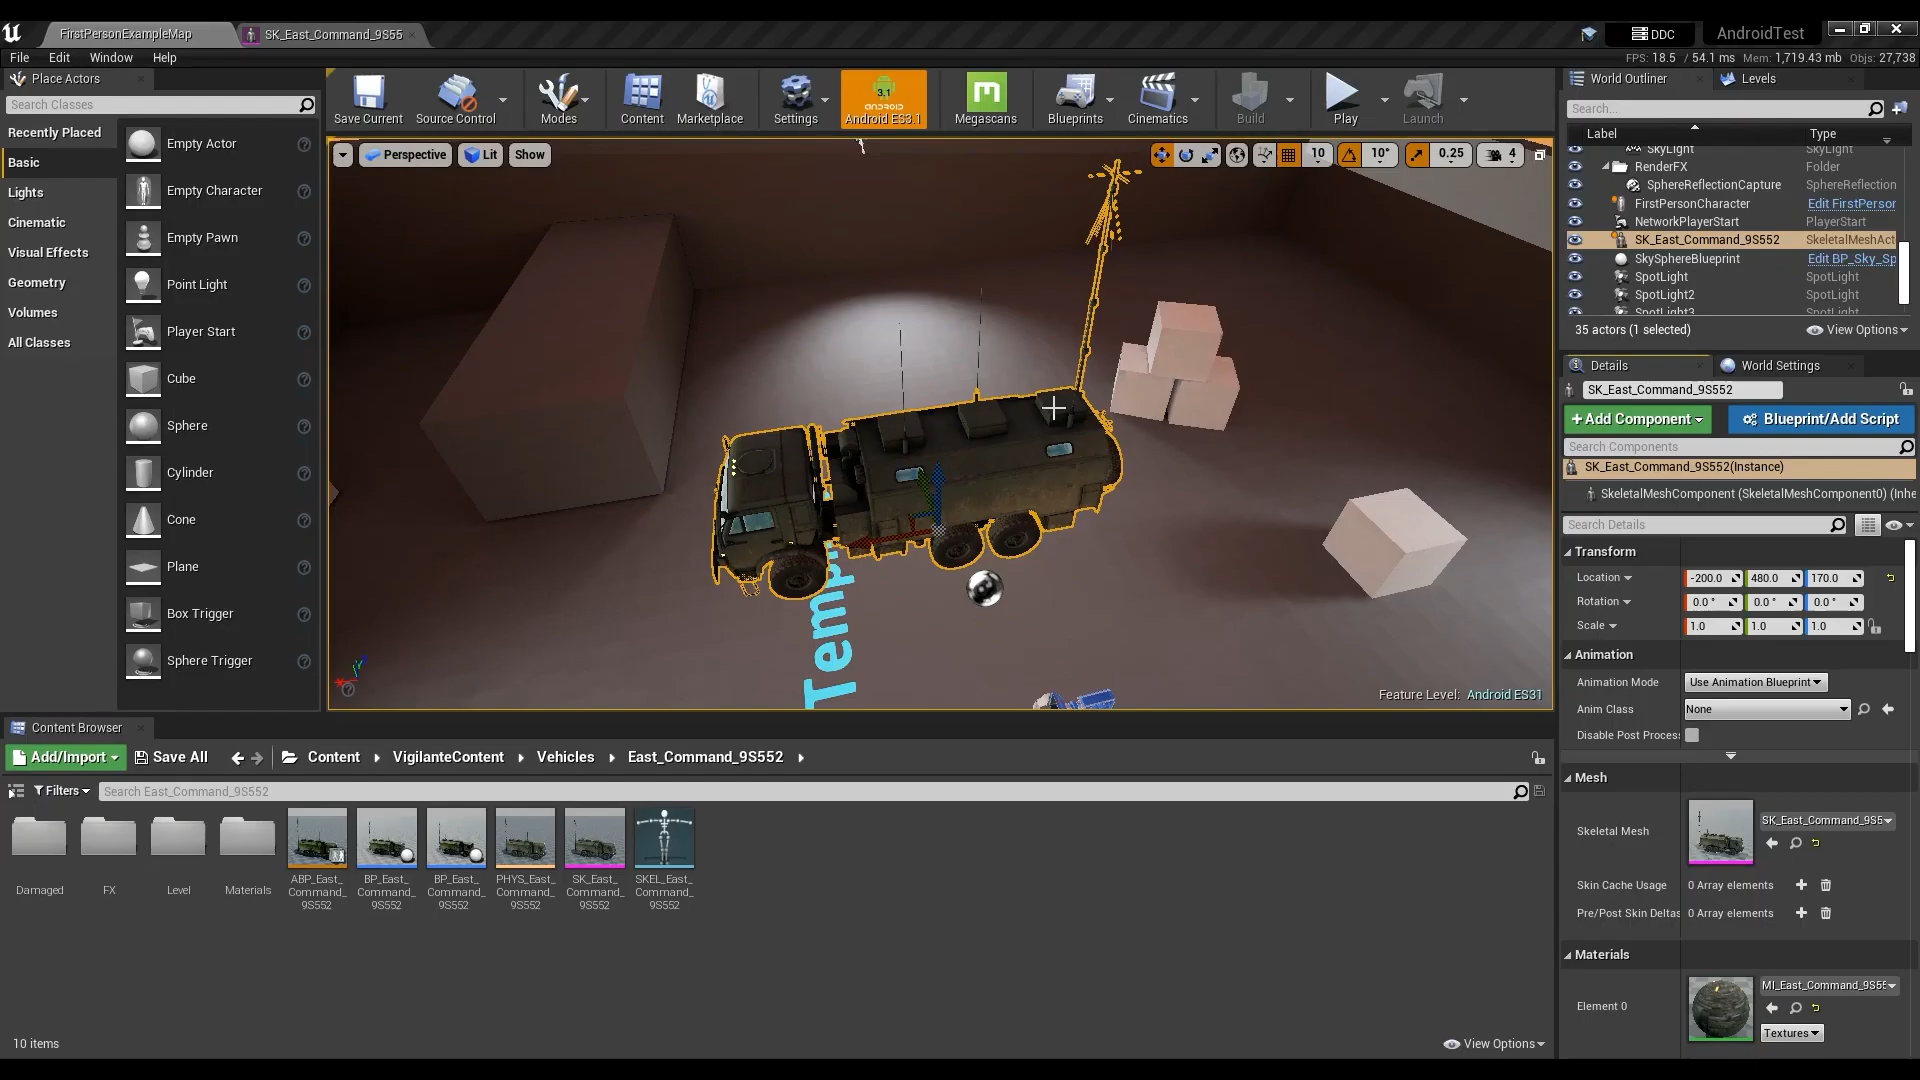 FirstPersonExampleMap
SK_East_Command_9S55
DDC
AndroidTest
File Edit Window Help
FPS: 18.5 / 54.1 ms Mem: 1,719.43 mb Objs: 27,738
Place Actors
Search Classes
Recently Placed
Basic
Lights
Cinematic
Visual Effects
Geometry
Volumes
All Classes
Empty Actor
Empty Character
Empty Pawn
Point Light
Player Start
Cube
Sphere
Cylinder
Cone
Plane
Box Trigger
Sphere Trigger
Save Current
Source Control
Modes
Content
Marketplace
Settings
3.1
ANDROID
Android ES3.1
Megascans
Blueprints
Cinematics
Build
Play
Launch
Perspective
Lit
Show
10
10°
0.25
4
Temp
Feature Level: Android ES31
World Outliner
Levels
Search...
Label Type
SkyLight SkyLight
RenderFX Folder
SphereReflectionCapture SphereReflection
FirstPersonCharacter Edit FirstPerson
NetworkPlayerStart PlayerStart
SK_East_Command_9S552 SkeletalMeshAct
SkySphereBlueprint Edit BP_Sky_Sp
SpotLight SpotLight
SpotLight2 SpotLight
SpotLight3 SpotLight
35 actors (1 selected)
View Options
Details
World Settings
SK_East_Command_9S552
+Add Component
Blueprint/Add Script
Search Components
SK_East_Command_9S552(Instance)
SkeletalMeshComponent (SkeletalMeshComponent0) (Inhe
Search Details
Transform
Location -200.0 480.0 170.0
Rotation 0.0 ° 0.0 ° 0.0 °
Scale 1.0 1.0 1.0
Animation
Animation Mode Use Animation Blueprint
Anim Class None
Disable Post Process
Mesh
Skeletal Mesh
SK_East_Command_9S5
Skin Cache Usage 0 Array elements
Pre/Post Skin Deltas 0 Array elements
Materials
Element 0
MI_East_Command_9S55
Textures
Content Browser
Add/Import
Save All
Content
VigilanteContent
Vehicles
East_Command_9S552
Filters
Search East_Command_9S552
Damaged
FX
Level
Materials
ABP_East_
Command_
9S552
BP_East_
Command_
9S552
BP_East_
Command_
9S552
PHYS_East_
Command_
9S552
SK_East_
Command_
9S552
SKEL_East_
Command_
9S552
10 items
View Options